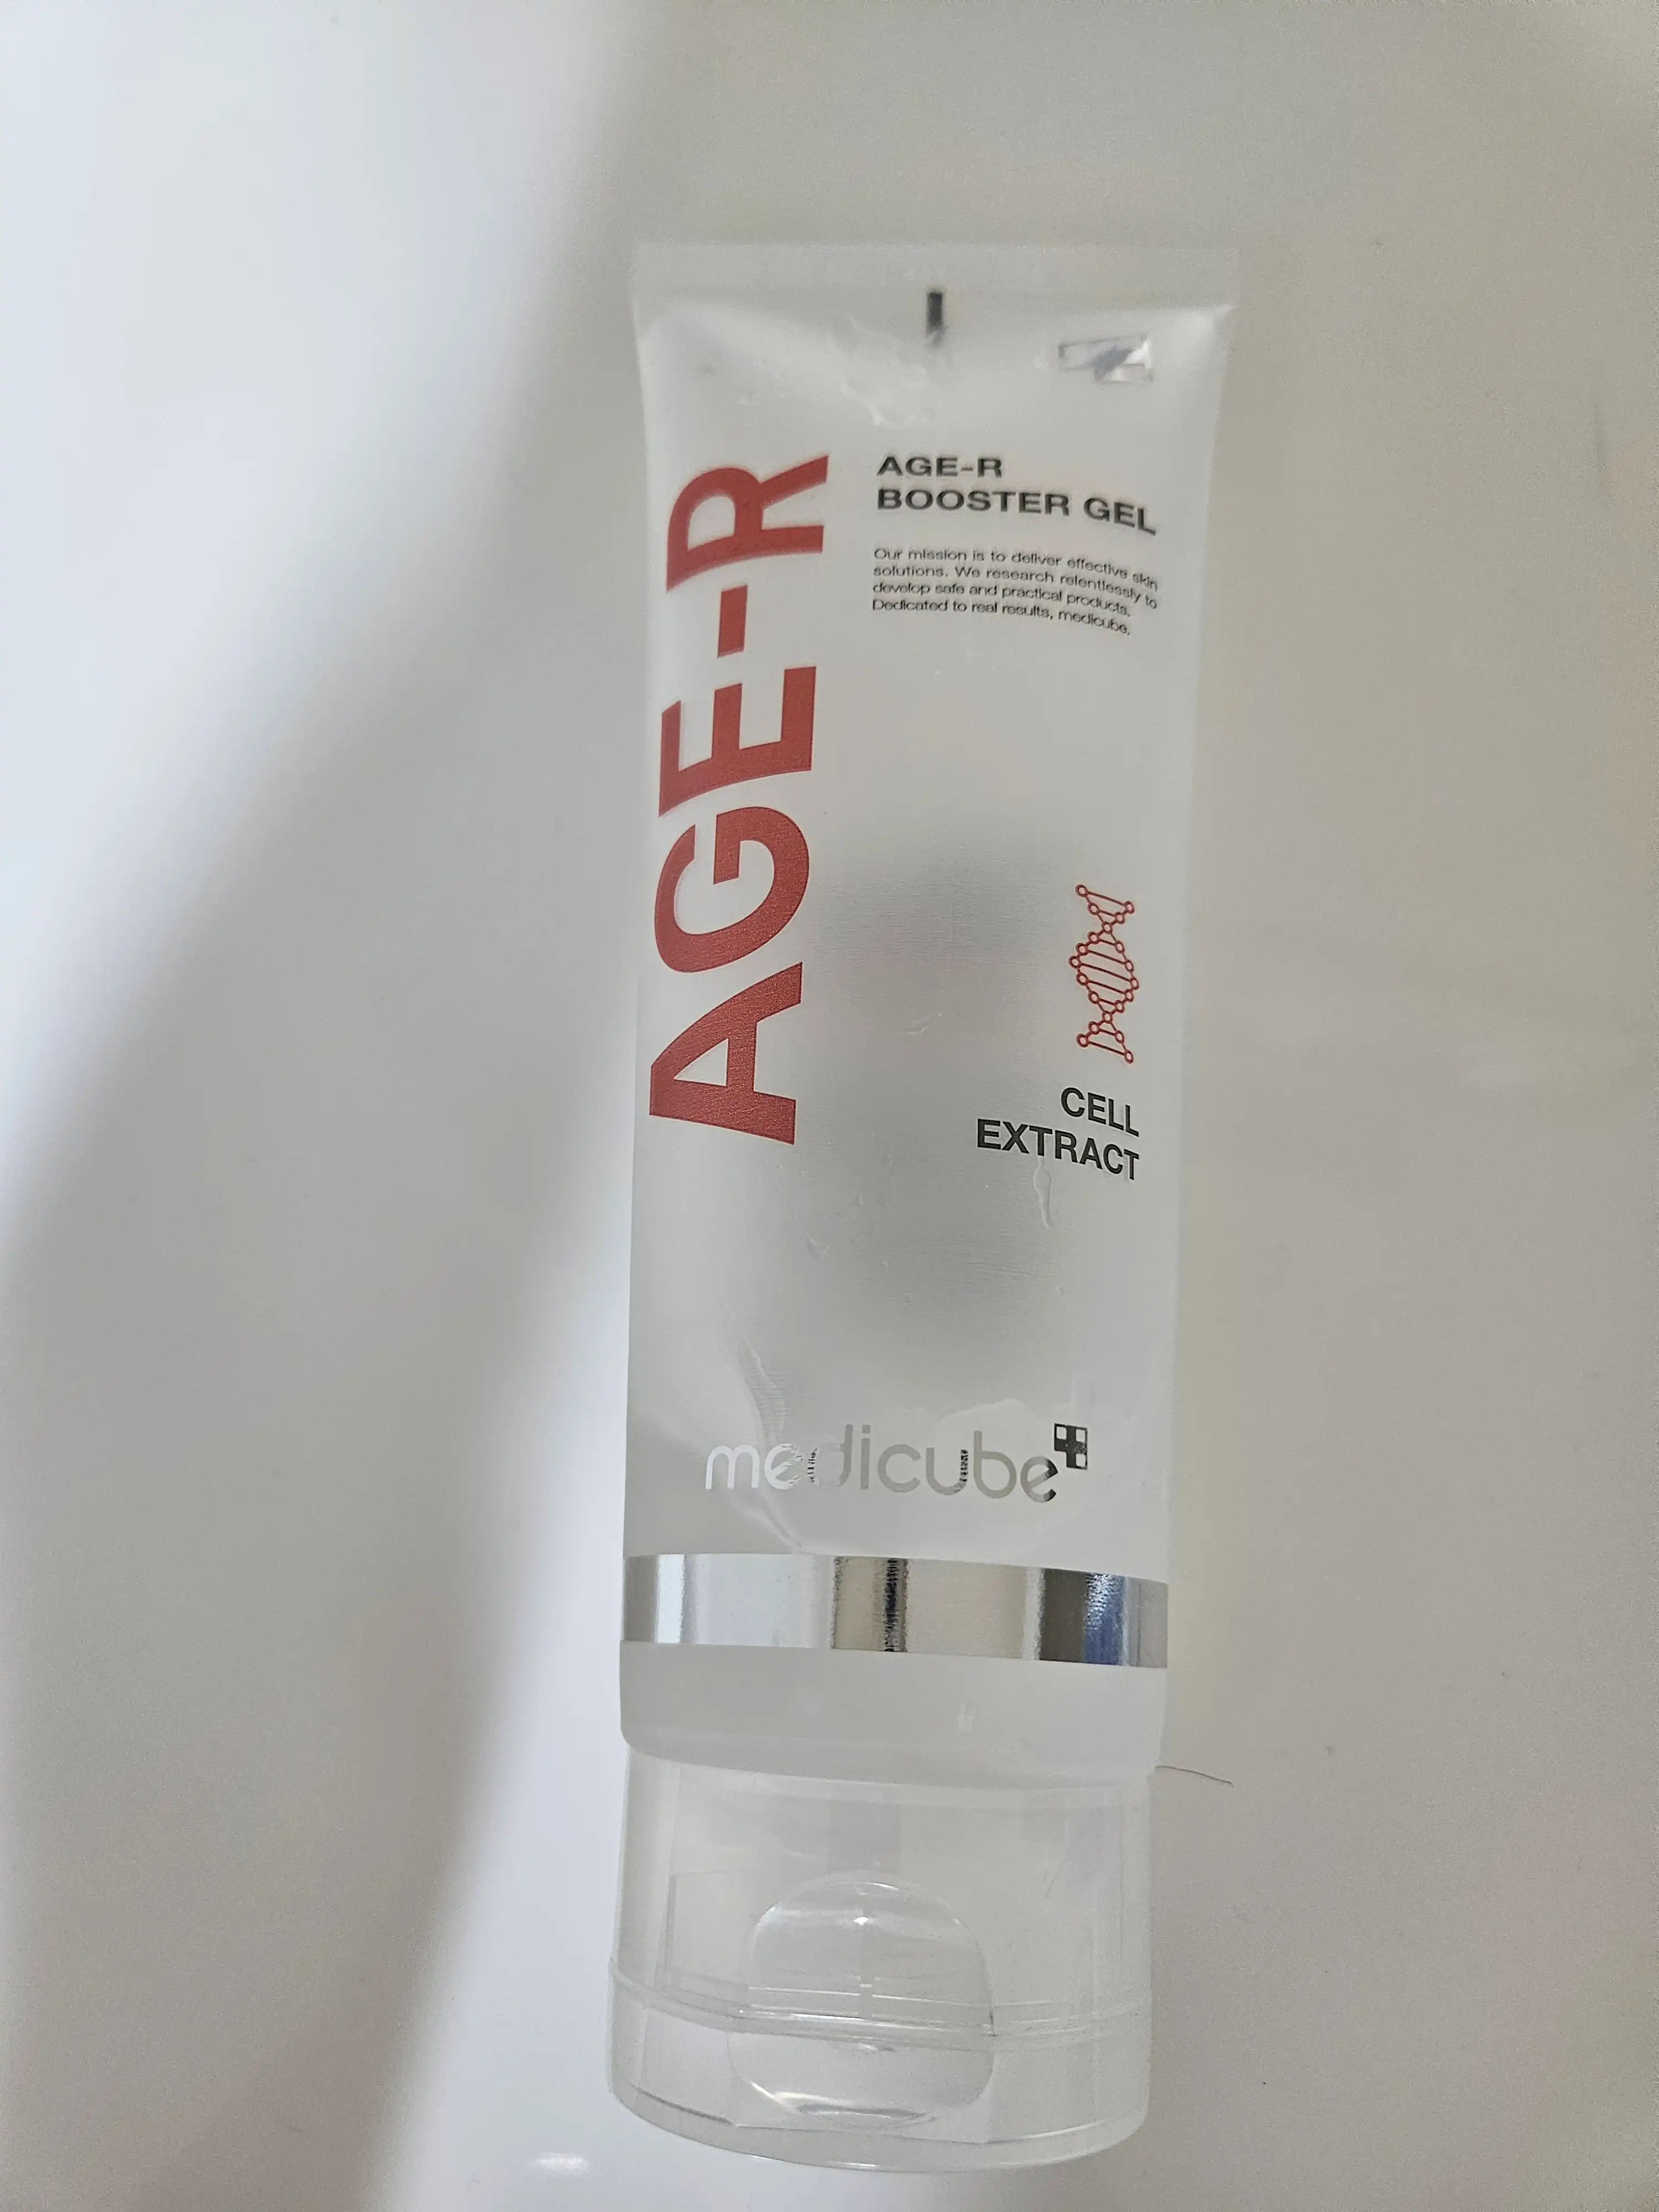 AGE-R
AGE-R
BOOSTER GEL
Our mission is to deliver effective skin
solutions. We research relentlessly to
develop safe and practical products.
Dedicated to real results, medicube.
CELL
EXTRACT
medicube